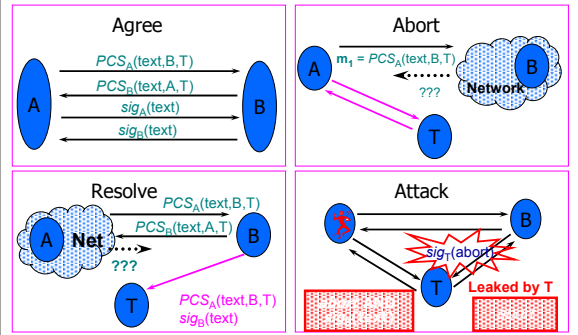 Agree
PCS_A(text,B,T)
PCS_B(text,A,T)
sig_A(text)
sig_B(text)
A
B
Abort
m₁ = PCS_A(text,B,T)
A
B
???
Network
T
Resolve
PCS_A(text,B,T)
PCS_B(text,A,T)
A
Net
B
???
T
PCS_A(text,B,T)
sig_B(text)
Attack
B
sig_T(abort)
T
Leaked by T